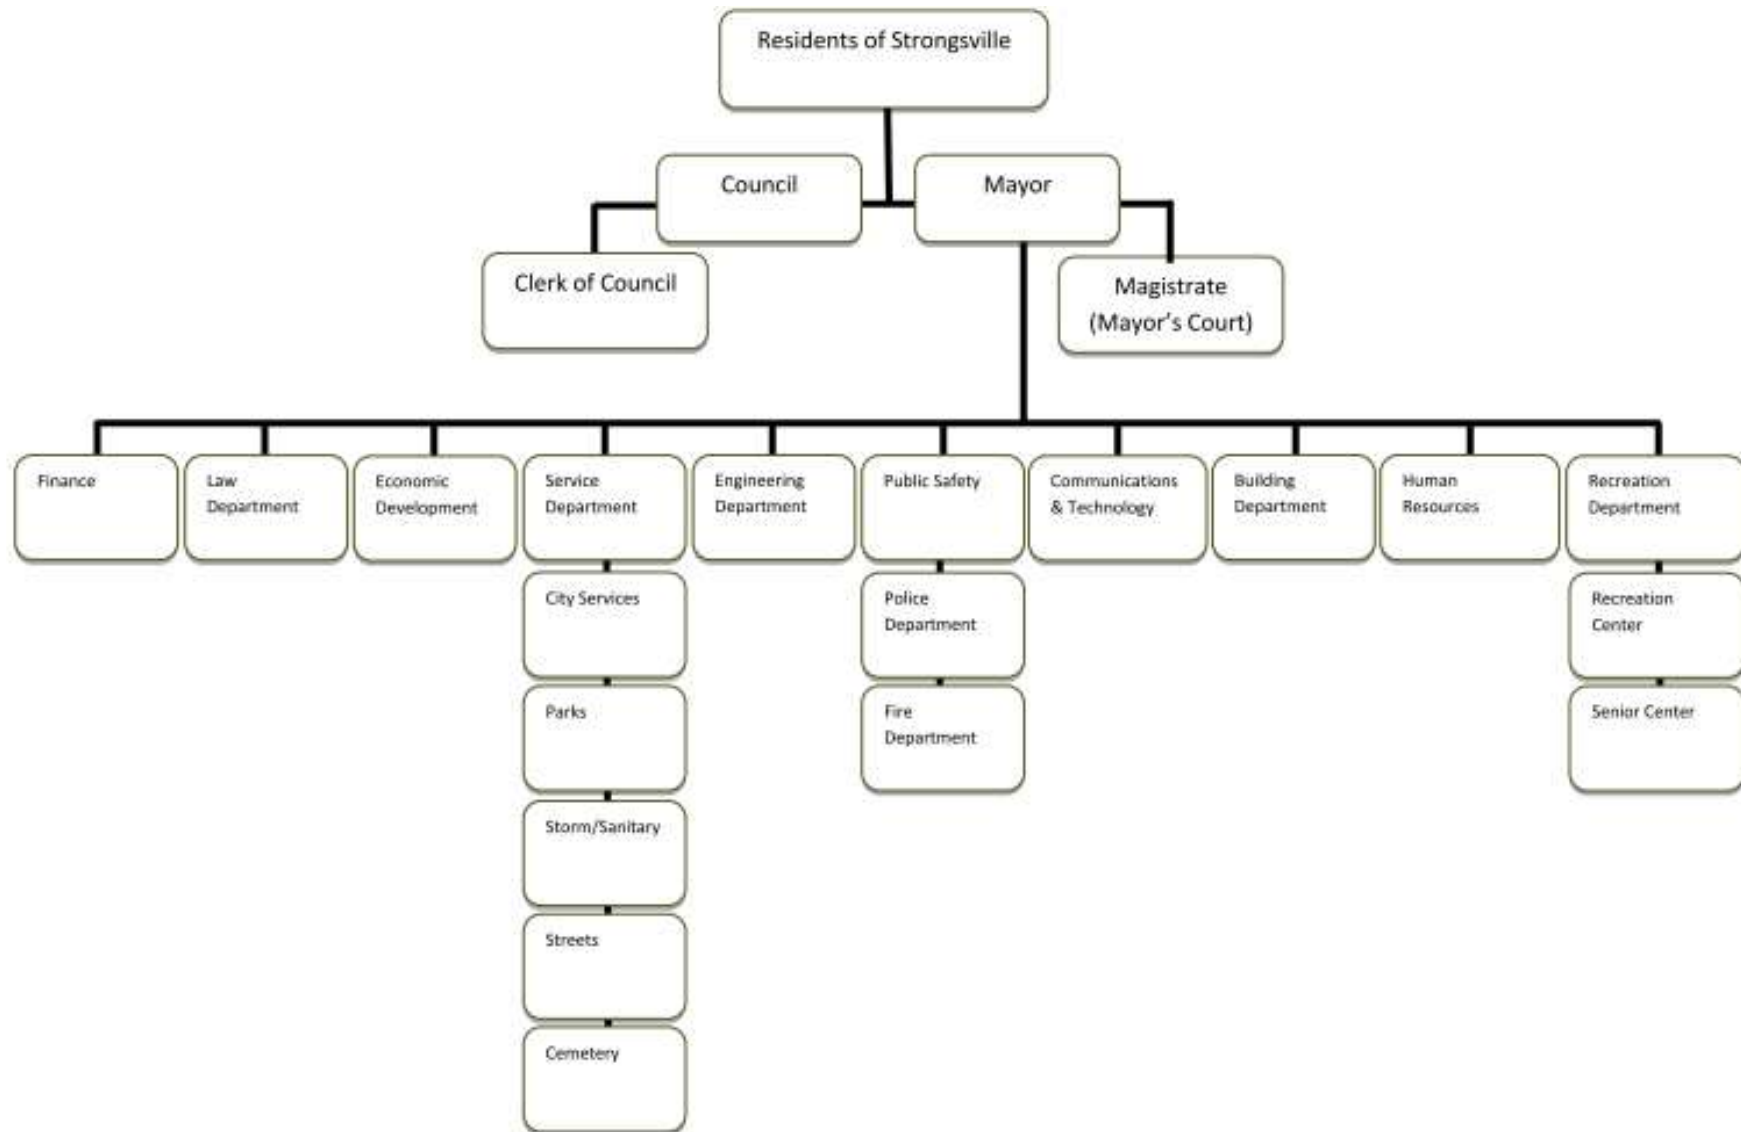 Residents of Strongsville
Council
Mayor
Clerk of Council
Magistrate
(Mayor's Court)
Finance
Law
Department
Economic
Development
Service
Department
Engineering
Department
Public Safety
Communications
& Technology
Building
Department
Human
Resources
Recreation
Department
City Services
Police
Department
Recreation
Center
Parks
Fire
Department
Senior Center
Storm/Sanitary
Streets
Cemetery